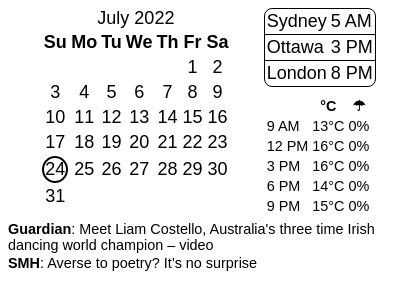 July 2022
Su Mo Tu We Th Fr Sa
1 2
3 4 5 6 7 8 9
10 11 12 13 14 15 16
17 18 19 20 21 22 23
24 25 26 27 28 29 30
31
Sydney 5 AM
Ottawa 3 PM
London 8 PM
°C ☂
9 AM 13°C 0%
12 PM 16°C 0%
3 PM 16°C 0%
6 PM 14°C 0%
9 PM 15°C 0%
Guardian: Meet Liam Costello, Australia's three time Irish
dancing world champion – video
SMH: Averse to poetry? It's no surprise